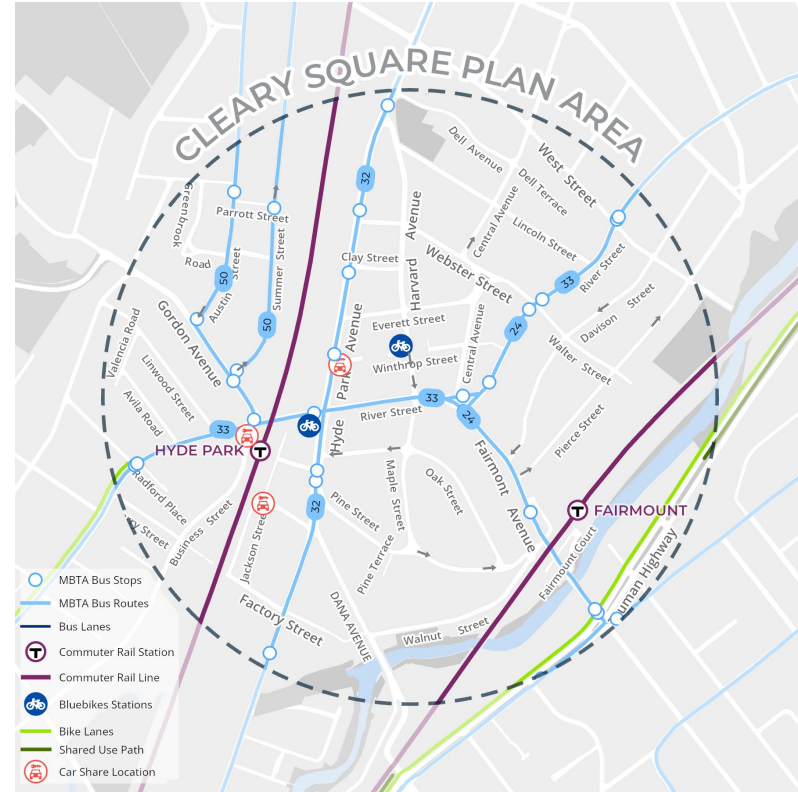 CLEARY SQUARE PLAN AREA
Dell Avenue
West Street
Dell Terrace
32
Greenbrook
Road
Parrott Street
Harvard Avenue
Central Avenue
Lincoln Street
Austin Street
Summer Street
Clay Street
Webster Street
River Street
33
50
50
Gordon Avenue
Valencia Road
Everett Street
24
Davison Street
Central Avenue
Walter Street
Linwood Street
Winthrop Street
Hyde Park Avenue
Avila Road
33
River Street
33
24
Pierce Street
HYDE PARK
T
Radford Place
Fairmont Avenue
Maple Street
Oak Street
Business Street
Pine Street
32
T
FAIRMOUNT
Jackson Stree
Pine Terrace
Fairmount Court
uman Highway
Factory Street
DANA AVENUE
Walnut Street
MBTA Bus Stops
MBTA Bus Routes
Bus Lanes
T
Commuter Rail Station
Commuter Rail Line
Bluebikes Stations
Bike Lanes
Shared Use Path
Car Share Location